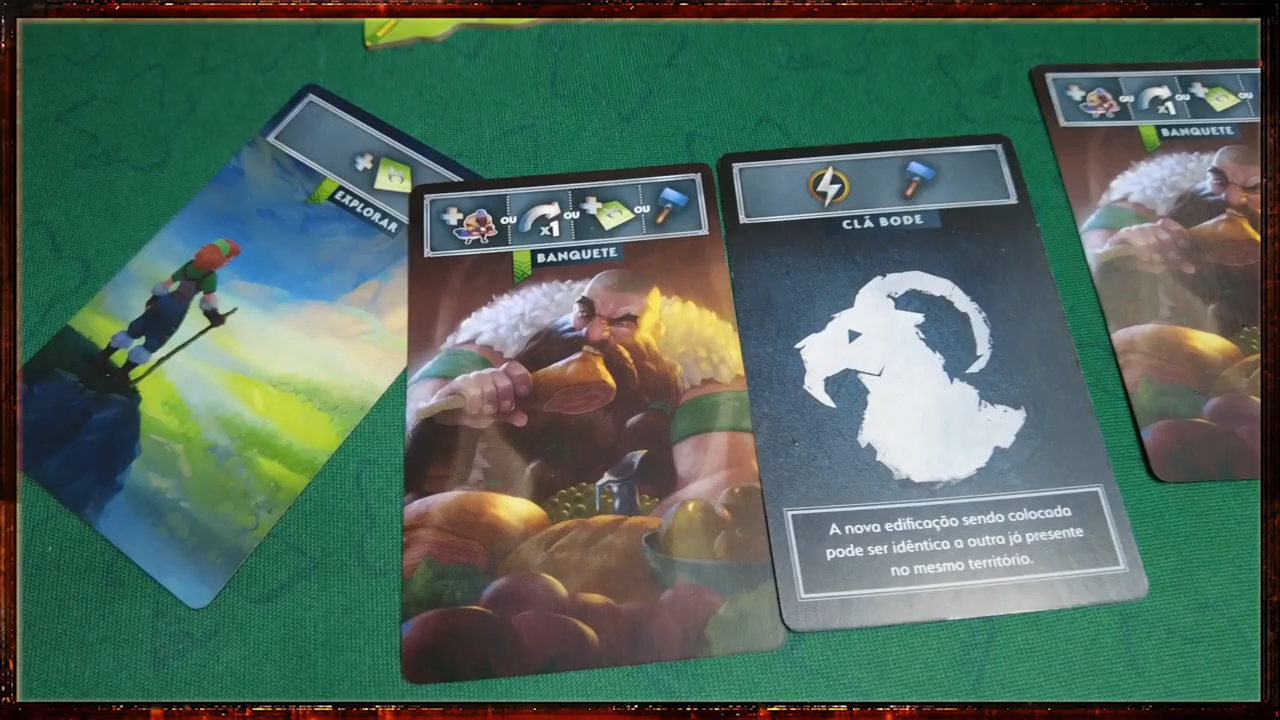 EXPLORAR
OU OU OU
x1
BANQUETE
CLÃ BODE
A nova edificação sendo colocada
pode ser idêntica a outra já presente
no mesmo território.
OU OU OU
x1
BANQUETE